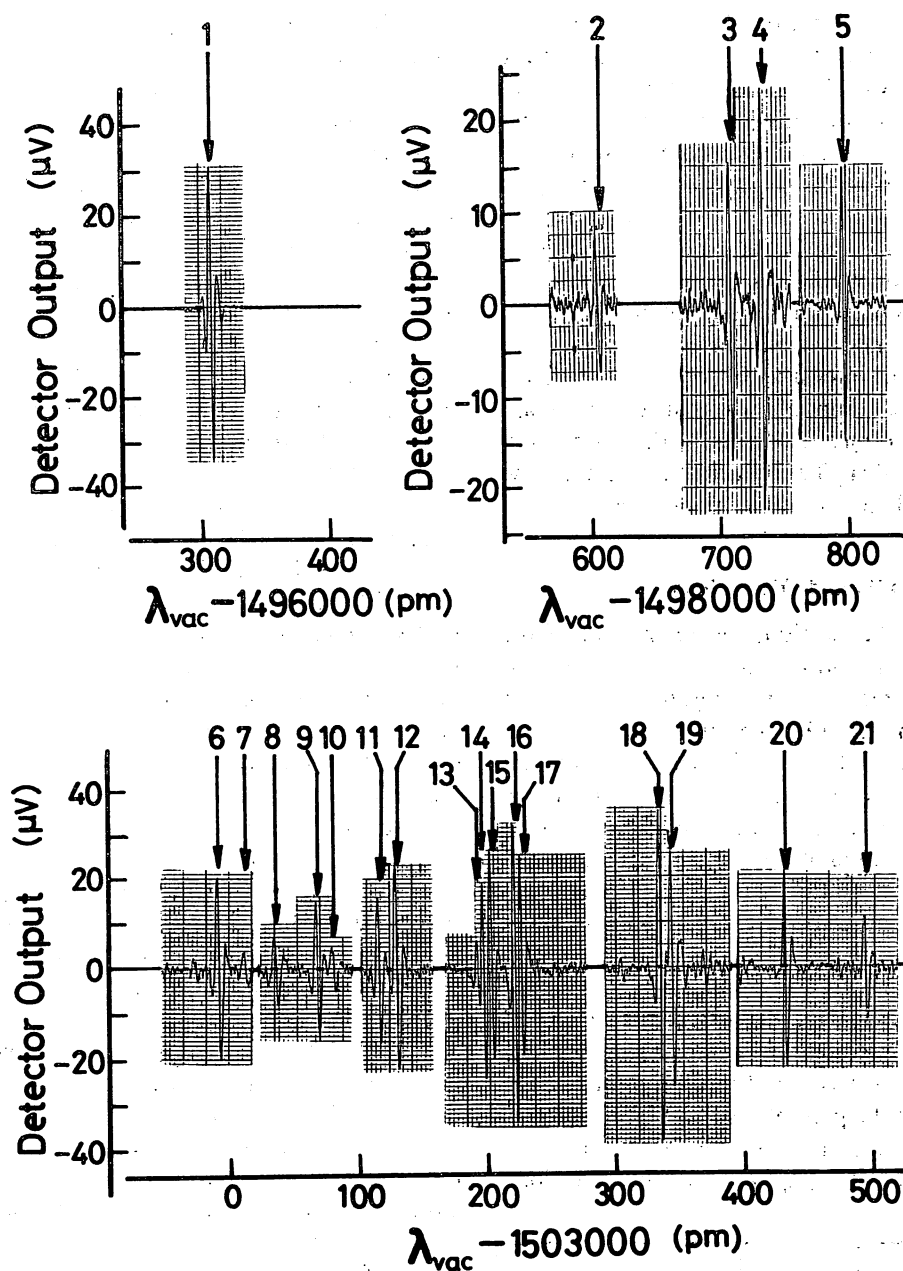 1
Detector Output (μV)
40
20
0
-20
-40
300 400
λvac-1496000 (pm)
2 3 4 5
Detector Output (μV)
20
10
0
-10
-20
600 700 800
λvac-1498000 (pm)
6 7 8 9 10 11 12 13 14 15 16 17 18 19 20 21
Detector Output (μV)
40
20
0
-20
-40
0 100 200 300 400 500
λvac-1503000 (pm)